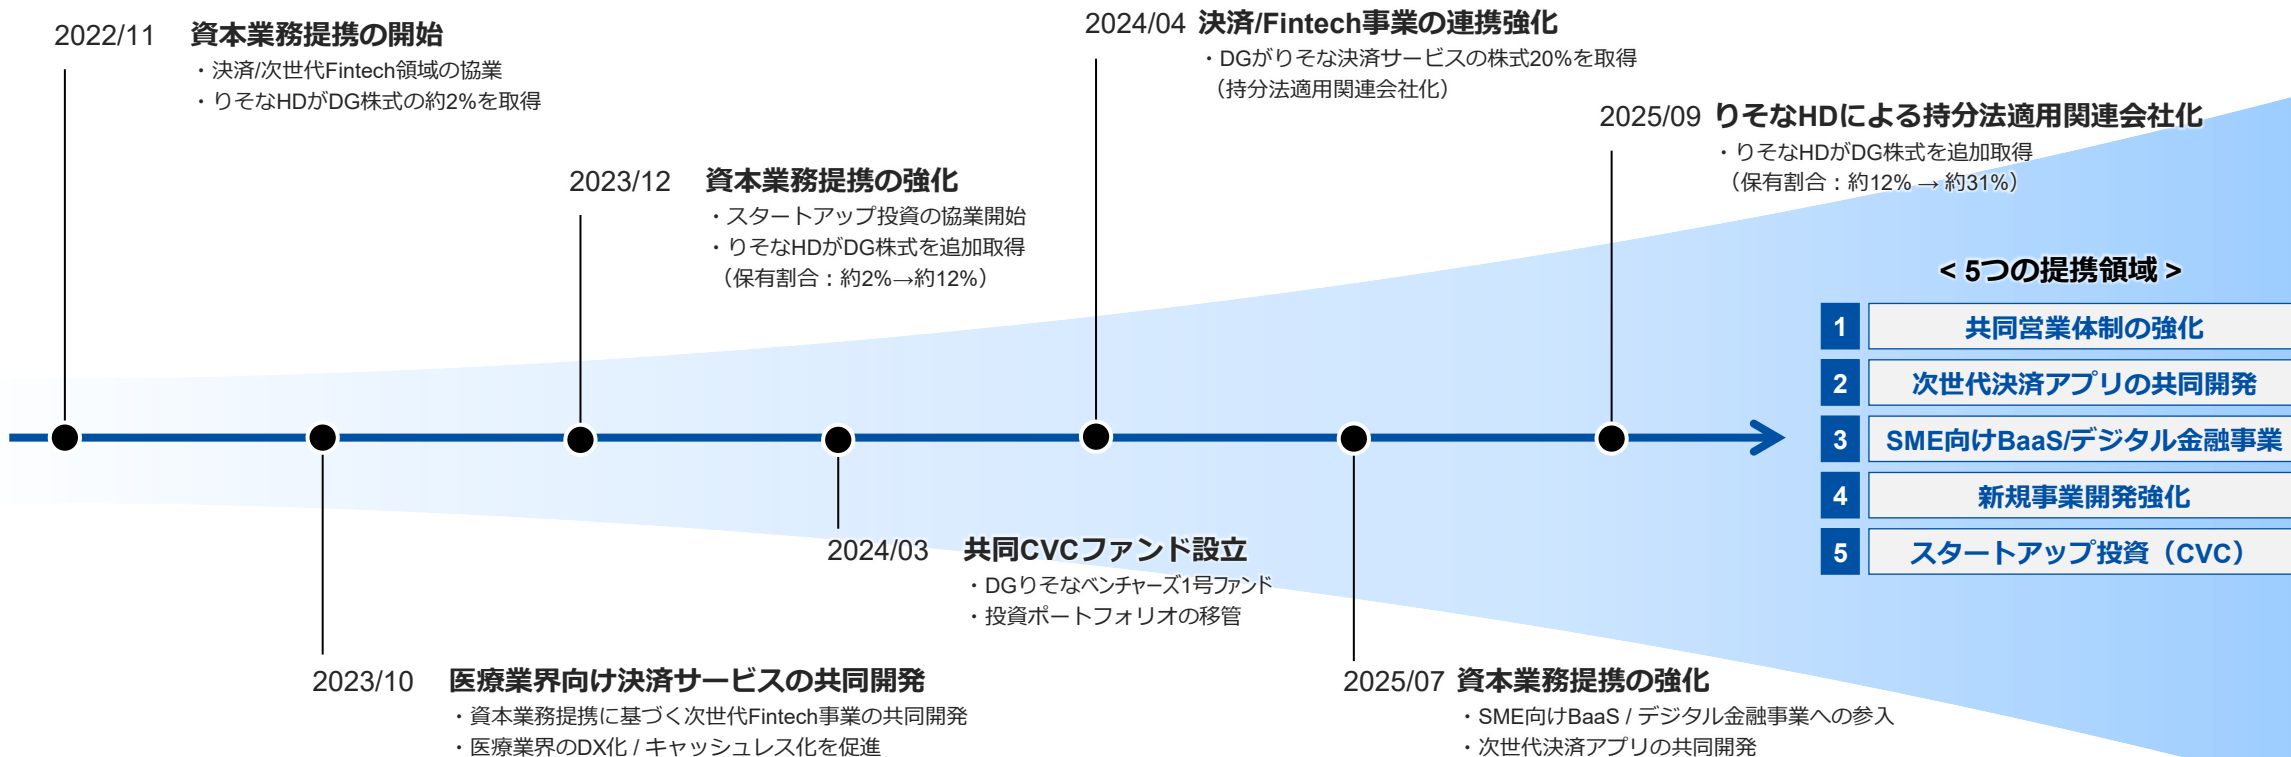 2022/11 資本業務提携の開始
・決済/次世代Fintech領域の協業
・りそなHDがDG株式の約2%を取得
2023/10 医療業界向け決済サービスの共同開発
・資本業務提携に基づく次世代Fintech事業の共同開発
・医療業界のDX化 / キャッシュレス化を促進
2023/12 資本業務提携の強化
・スタートアップ投資の協業開始
・りそなHDがDG株式を追加取得
（保有割合：約2%→約12%）
2024/03 共同CVCファンド設立
・DGりそなベンチャーズ1号ファンド
・投資ポートフォリオの移管
2024/04 決済/Fintech事業の連携強化
・DGがりそな決済サービスの株式20%を取得
（持分法適用関連会社化）
2025/07 資本業務提携の強化
・SME向けBaaS / デジタル金融事業への参入
・次世代決済アプリの共同開発
2025/09 りそなHDによる持分法適用関連会社化
・りそなHDがDG株式を追加取得
（保有割合：約12% → 約31%）
< 5つの提携領域 >
1 共同営業体制の強化
2 次世代決済アプリの共同開発
3 SME向けBaaS/デジタル金融事業
4 新規事業開発強化
5 スタートアップ投資（CVC）